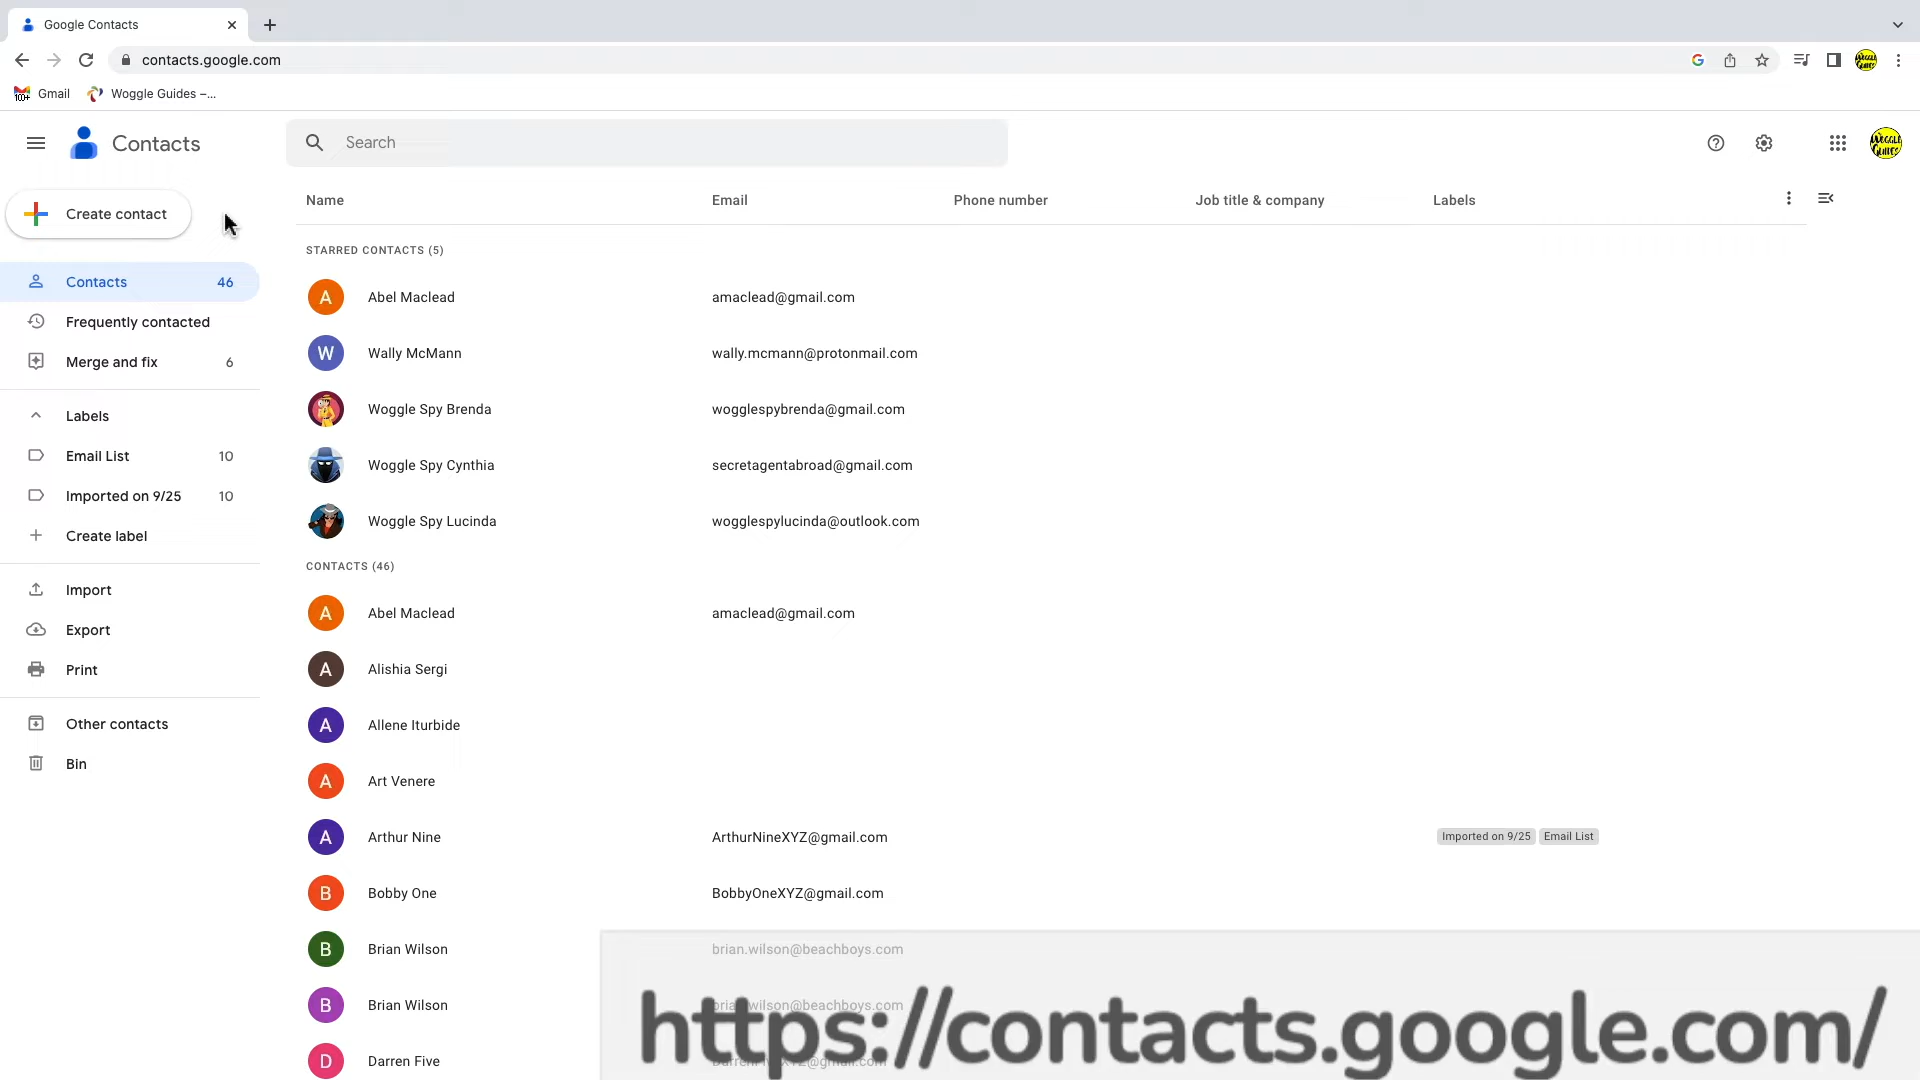 Google Contacts
contacts.google.com
Gmail Woggle Guides –...
Contacts
Search
Create contact
Contacts 46
Frequently contacted
Merge and fix 6
Labels
Email List 10
Imported on 9/25 10
Create label
Import
Export
Print
Other contacts
Bin
Name Email Phone number Job title & company Labels
STARRED CONTACTS (5)
A Abel Maclead amaclead@gmail.com
W Wally McMann wally.mcmann@protonmail.com
Woggle Spy Brenda wogglespybrenda@gmail.com
Woggle Spy Cynthia secretagentabroad@gmail.com
Woggle Spy Lucinda wogglespylucinda@outlook.com
CONTACTS (46)
A Abel Maclead amaclead@gmail.com
A Alishia Sergi
A Allene Iturbide
A Art Venere
A Arthur Nine ArthurNineXYZ@gmail.com Imported on 9/25 Email List
B Bobby One BobbyOneXYZ@gmail.com
B Brian Wilson brian.wilson@beachboys.com
B Brian Wilson brian.wilson@beachboys.com
D Darren Five
https://contacts.google.com/